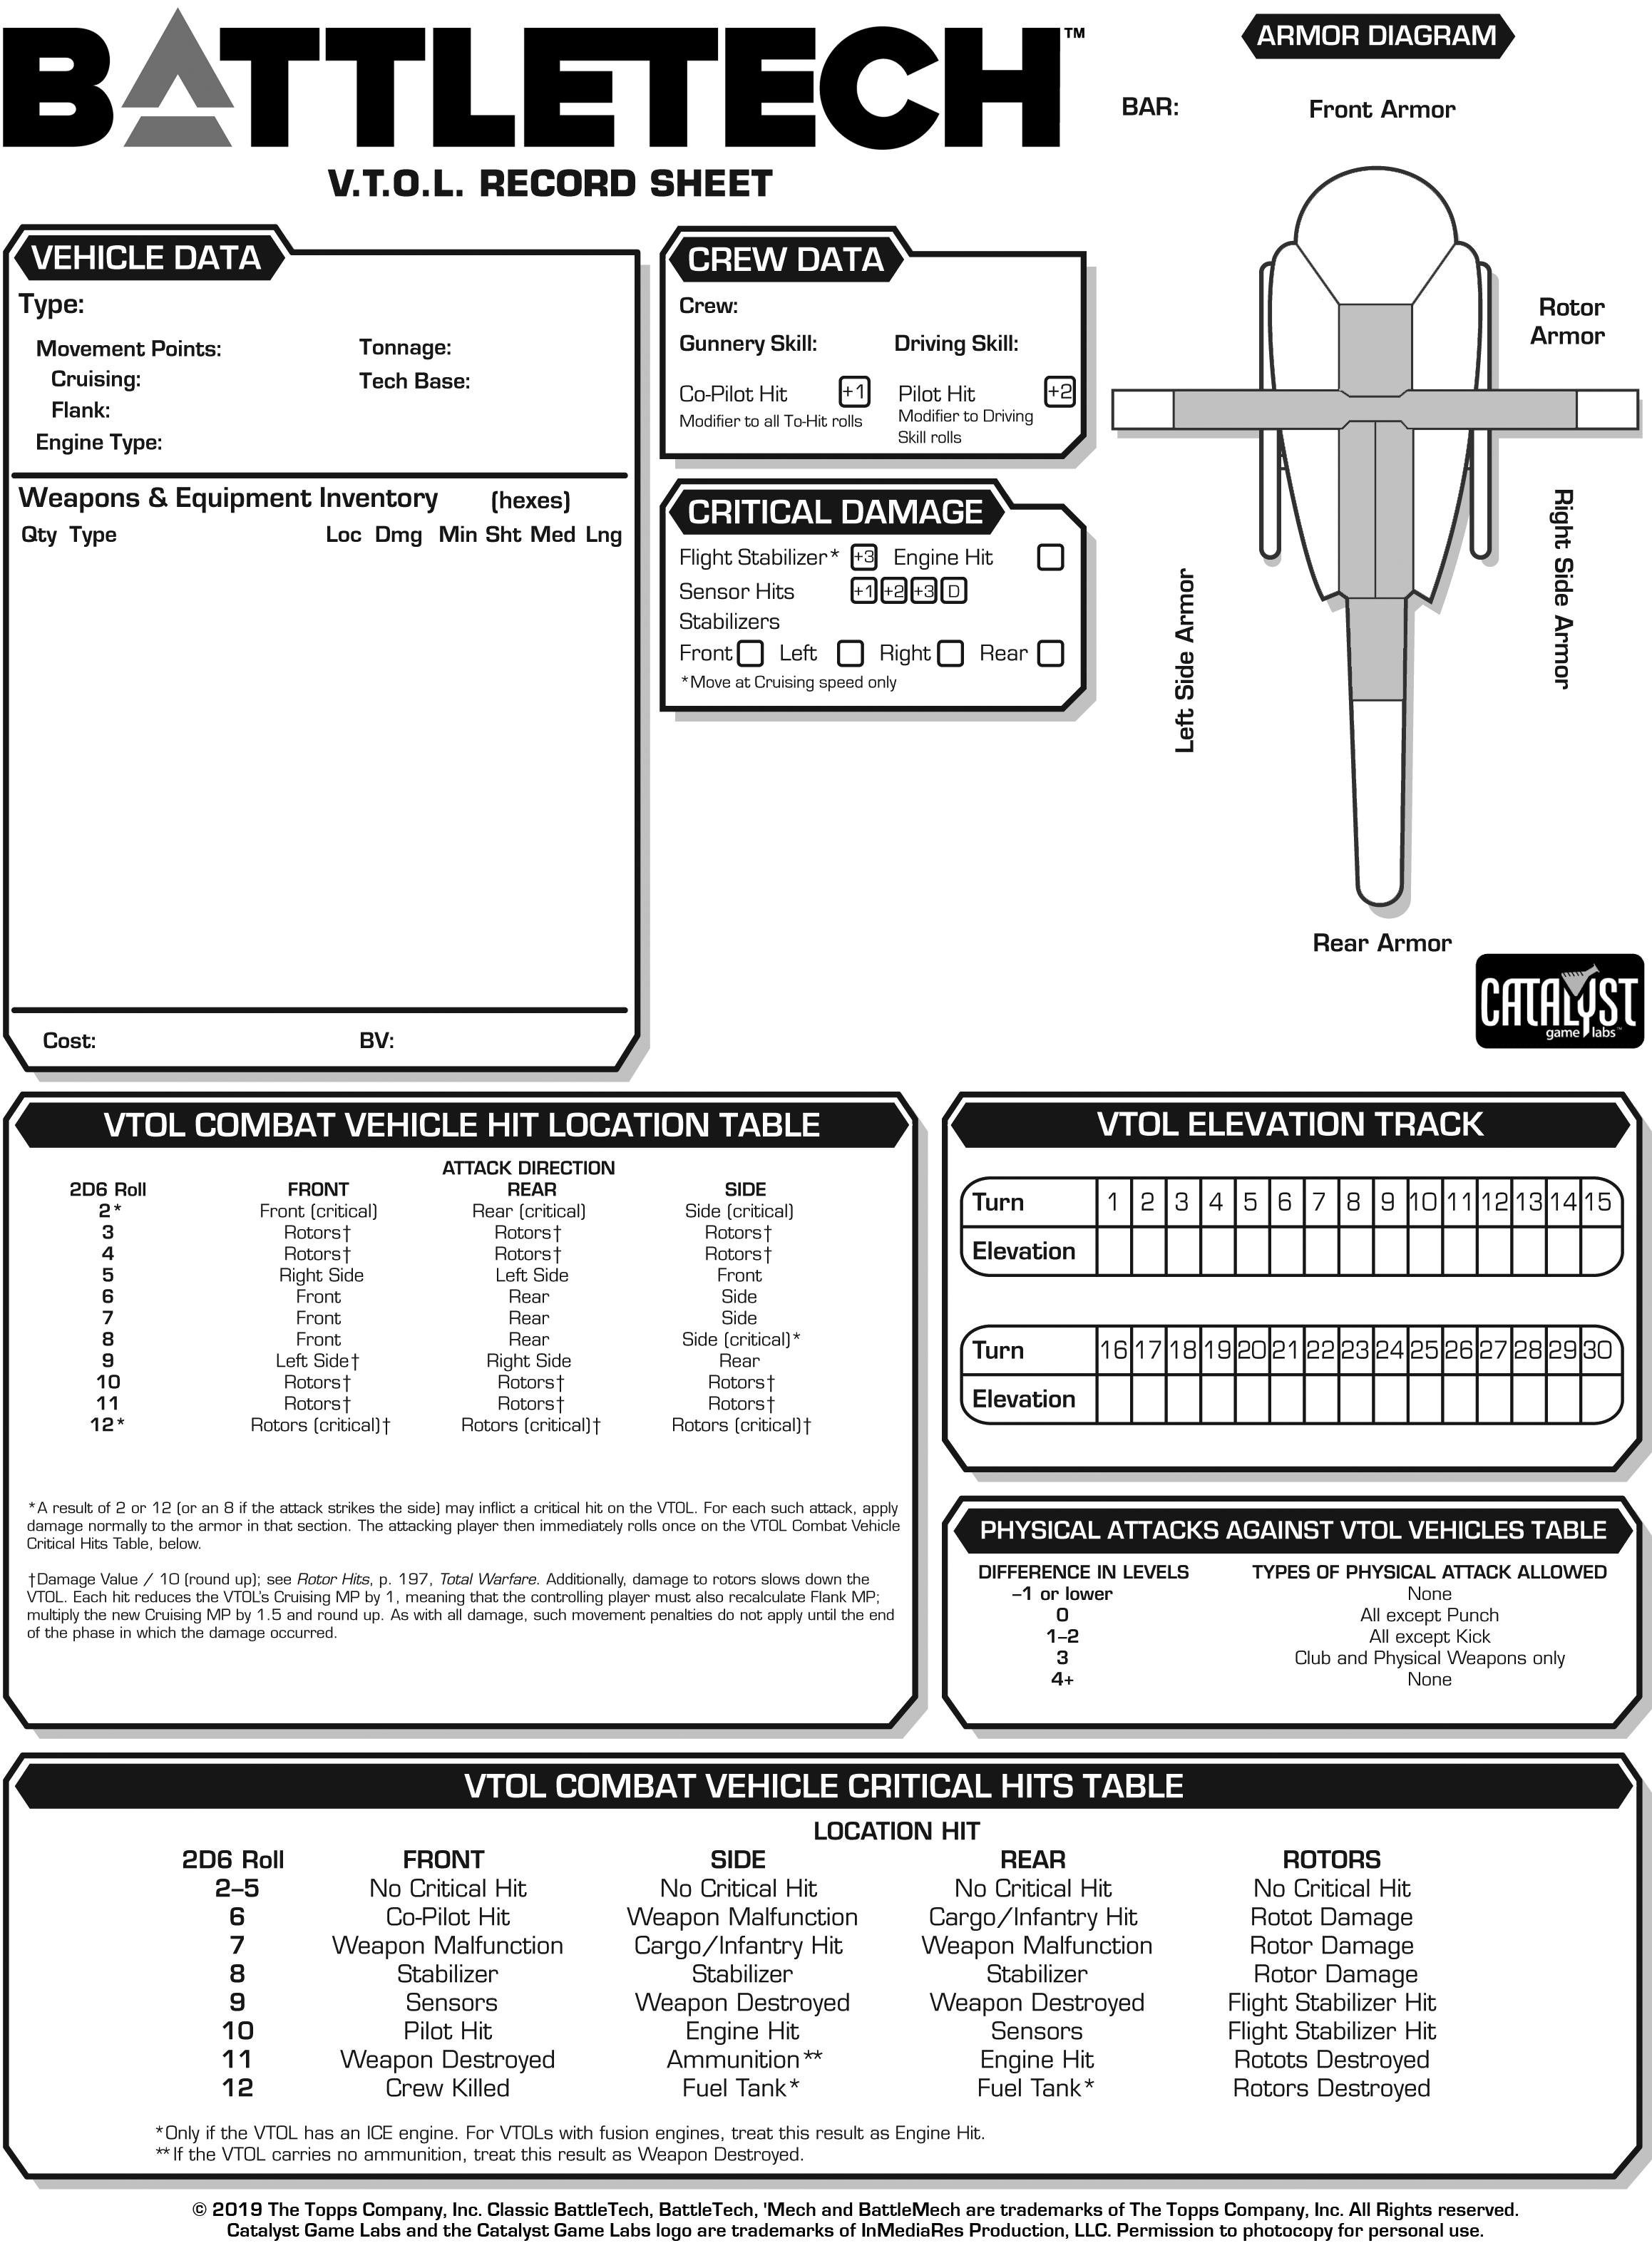 BATTLETECH™
V.T.O.L. RECORD SHEET
ARMOR DIAGRAM
BAR:
Front Armor
Rotor
Armor
Right Side Armor
Left Side Armor
Rear Armor
CATALYST
game labs™
VEHICLE DATA
Type:
Movement Points: Tonnage:
Cruising: Tech Base:
Flank:
Engine Type:
Weapons & Equipment Inventory (hexes)
Qty Type Loc Dmg Min Sht Med Lng
Cost: BV:
CREW DATA
Crew:
Gunnery Skill: Driving Skill:
Co-Pilot Hit +1 Pilot Hit +2
Modifier to all To-Hit rolls Modifier to Driving
Skill rolls
CRITICAL DAMAGE
Flight Stabilizer* +3 Engine Hit
Sensor Hits +1 +2 +3 D
Stabilizers
Front Left Right Rear
*Move at Cruising speed only
VTOL COMBAT VEHICLE HIT LOCATION TABLE
ATTACK DIRECTION
2D6 Roll FRONT REAR SIDE
2* Front (critical) Rear (critical) Side (critical)
3 Rotors† Rotors† Rotors†
4 Rotors† Rotors† Rotors†
5 Right Side Left Side Front
6 Front Rear Side
7 Front Rear Side
8 Front Rear Side (critical)*
9 Left Side† Right Side Rear
10 Rotors† Rotors† Rotors†
11 Rotors† Rotors† Rotors†
12* Rotors (critical)† Rotors (critical)† Rotors (critical)†
*A result of 2 or 12 (or an 8 if the attack strikes the side) may inflict a critical hit on the VTOL. For each such attack, apply
damage normally to the armor in that section. The attacking player then immediately rolls once on the VTOL Combat Vehicle
Critical Hits Table, below.
†Damage Value / 10 (round up); see Rotor Hits, p. 197, Total Warfare. Additionally, damage to rotors slows down the
VTOL. Each hit reduces the VTOL's Cruising MP by 1, meaning that the controlling player must also recalculate Flank MP;
multiply the new Cruising MP by 1.5 and round up. As with all damage, such movement penalties do not apply until the end
of the phase in which the damage occurred.
VTOL ELEVATION TRACK
Turn 1 2 3 4 5 6 7 8 9 10 11 12 13 14 15
Elevation
Turn 16 17 18 19 20 21 22 23 24 25 26 27 28 29 30
Elevation
PHYSICAL ATTACKS AGAINST VTOL VEHICLES TABLE
DIFFERENCE IN LEVELS TYPES OF PHYSICAL ATTACK ALLOWED
–1 or lower None
0 All except Punch
1–2 All except Kick
3 Club and Physical Weapons only
4+ None
VTOL COMBAT VEHICLE CRITICAL HITS TABLE
LOCATION HIT
2D6 Roll FRONT SIDE REAR ROTORS
2–5 No Critical Hit No Critical Hit No Critical Hit No Critical Hit
6 Co-Pilot Hit Weapon Malfunction Cargo/Infantry Hit Rotot Damage
7 Weapon Malfunction Cargo/Infantry Hit Weapon Malfunction Rotor Damage
8 Stabilizer Stabilizer Stabilizer Rotor Damage
9 Sensors Weapon Destroyed Weapon Destroyed Flight Stabilizer Hit
10 Pilot Hit Engine Hit Sensors Flight Stabilizer Hit
11 Weapon Destroyed Ammunition** Engine Hit Rotots Destroyed
12 Crew Killed Fuel Tank* Fuel Tank* Rotors Destroyed
*Only if the VTOL has an ICE engine. For VTOLs with fusion engines, treat this result as Engine Hit.
**If the VTOL carries no ammunition, treat this result as Weapon Destroyed.
© 2019 The Topps Company, Inc. Classic BattleTech, BattleTech, 'Mech and BattleMech are trademarks of The Topps Company, Inc. All Rights reserved.
Catalyst Game Labs and the Catalyst Game Labs logo are trademarks of InMediaRes Production, LLC. Permission to photocopy for personal use.